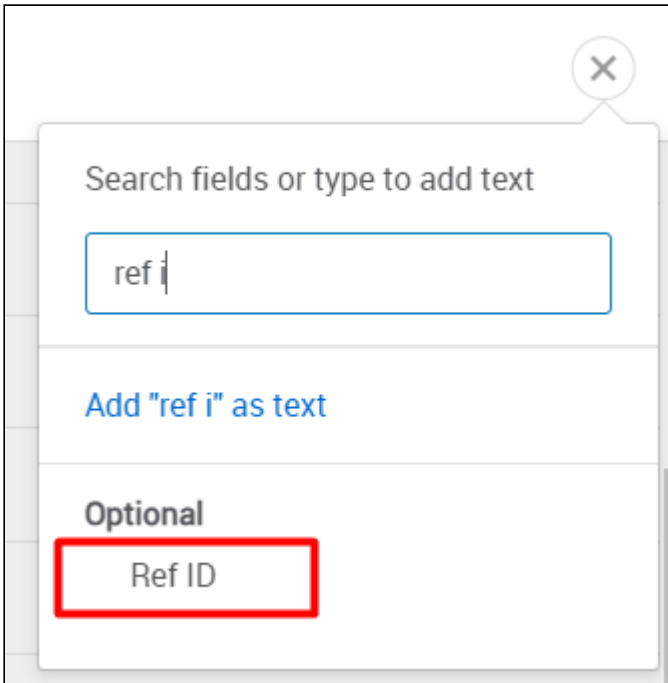 Search fields or type to add text
ref i
Add "ref i" as text
Optional
Ref ID